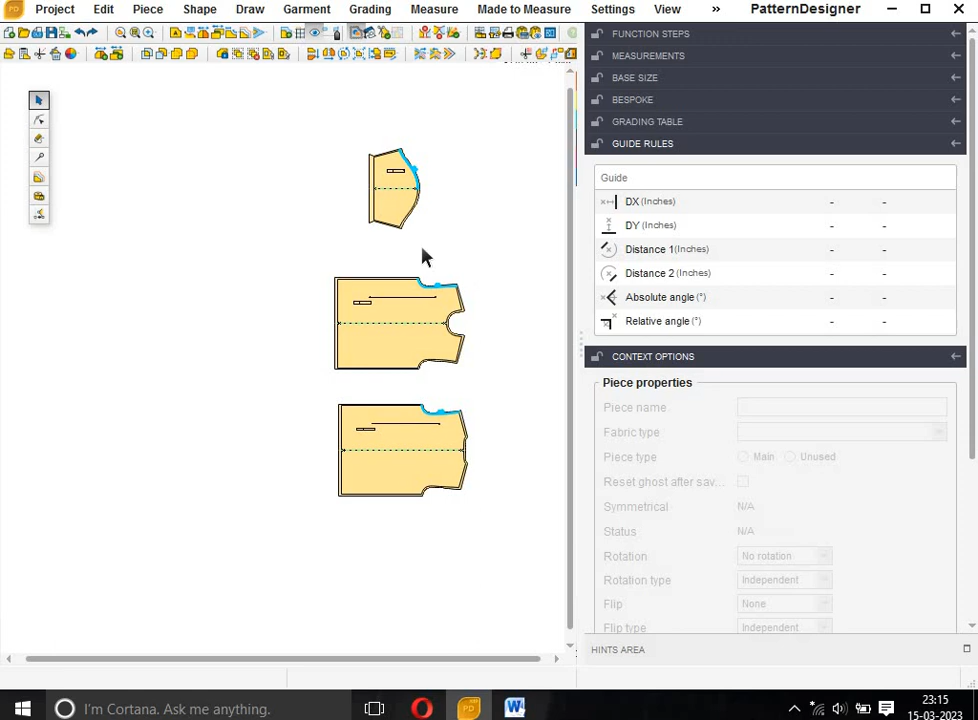 PD Project Edit Piece Shape Draw Garment Grading Measure Made to Measure Settings View » PatternDesigner
FUNCTION STEPS
MEASUREMENTS
BASE SIZE
BESPOKE
GRADING TABLE
GUIDE RULES
Guide
DX (Inches) - -
DY (Inches) - -
Distance 1 (Inches) - -
Distance 2 (Inches) - -
Absolute angle (°) - -
Relative angle (°) - -
CONTEXT OPTIONS
Piece properties
Piece name
Fabric type
Piece type Main Unused
Reset ghost after sav...
Symmetrical N/A
Status N/A
Rotation No rotation
Rotation type Independent
Flip None
Flip type Independent
HINTS AREA
I'm Cortana. Ask me anything.
PD
W
23:15
15-03-2023